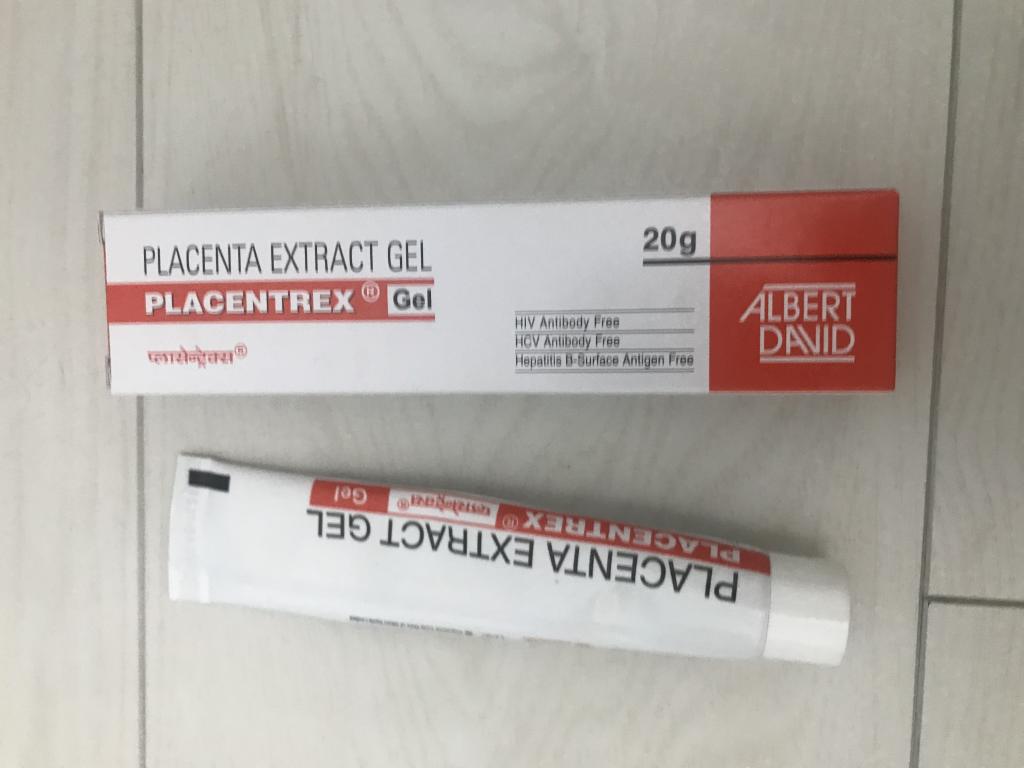 PLACENTA EXTRACT GEL
PLACENTREX® Gel
प्लासेन्ट्रेक्स®
20g
HIV Antibody Free
HCV Antibody Free
Hepatitis B-Surface Antigen Free
ALBERT
DAVID
PLACENTA EXTRACT GEL
PLACENTREX
PLACENTREX® प्लासेन्ट्रेक्स® Gel